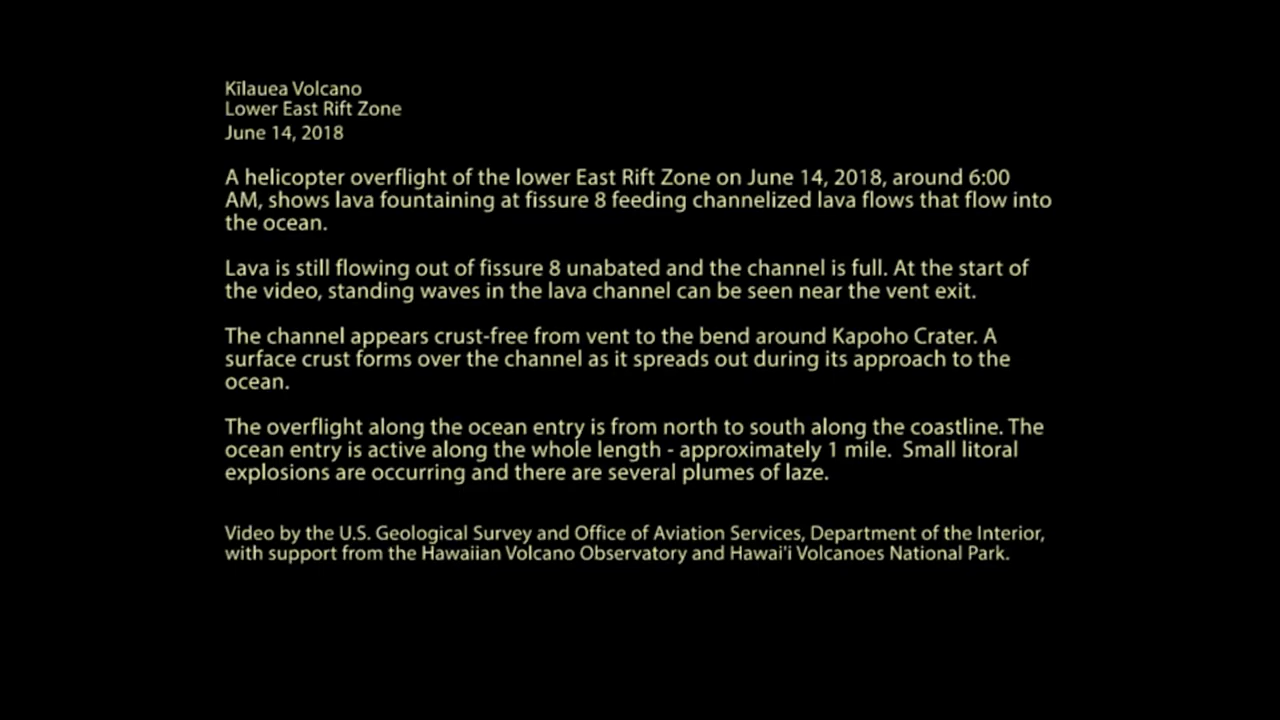 Kīlauea Volcano
Lower East Rift Zone
June 14, 2018
A helicopter overflight of the lower East Rift Zone on June 14, 2018, around 6:00
AM, shows lava fountaining at fissure 8 feeding channelized lava flows that flow into
the ocean.
Lava is still flowing out of fissure 8 unabated and the channel is full. At the start of
the video, standing waves in the lava channel can be seen near the vent exit.
The channel appears crust-free from vent to the bend around Kapoho Crater. A
surface crust forms over the channel as it spreads out during its approach to the
ocean.
The overflight along the ocean entry is from north to south along the coastline. The
ocean entry is active along the whole length - approximately 1 mile.  Small litoral
explosions are occurring and there are several plumes of laze.
Video by the U.S. Geological Survey and Office of Aviation Services, Department of the Interior,
with support from the Hawaiian Volcano Observatory and Hawai'i Volcanoes National Park.